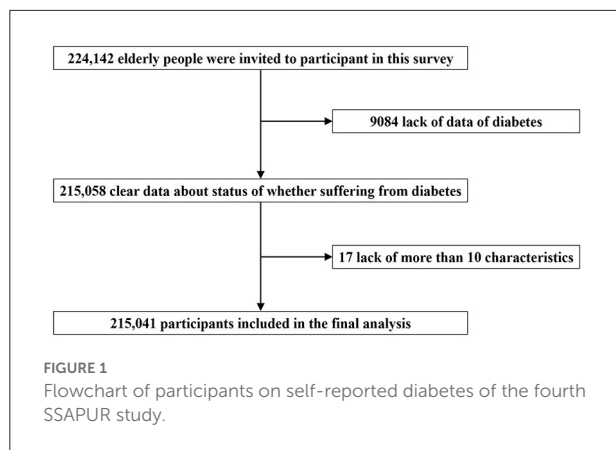 224,142 elderly people were invited to participant in this survey
9084 lack of data of diabetes
215,058 clear data about status of whether suffering from diabetes
17 lack of more than 10 characteristics
215,041 participants included in the final analysis
FIGURE 1
Flowchart of participants on self-reported diabetes of the fourth
SSAPUR study.